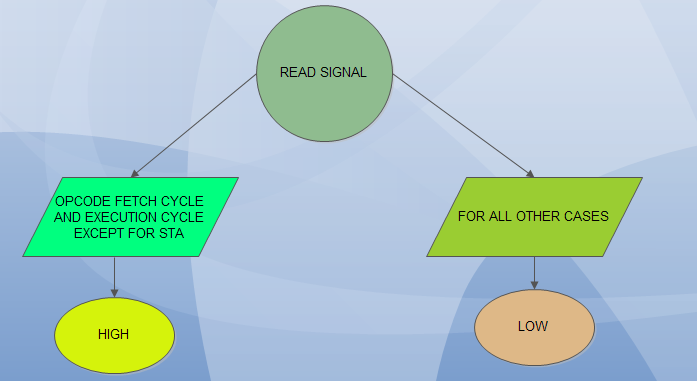 READ SIGNAL
OPCODE FETCH CYCLE
AND EXECUTION CYCLE
EXCEPT FOR STA
FOR ALL OTHER CASES
HIGH
LOW